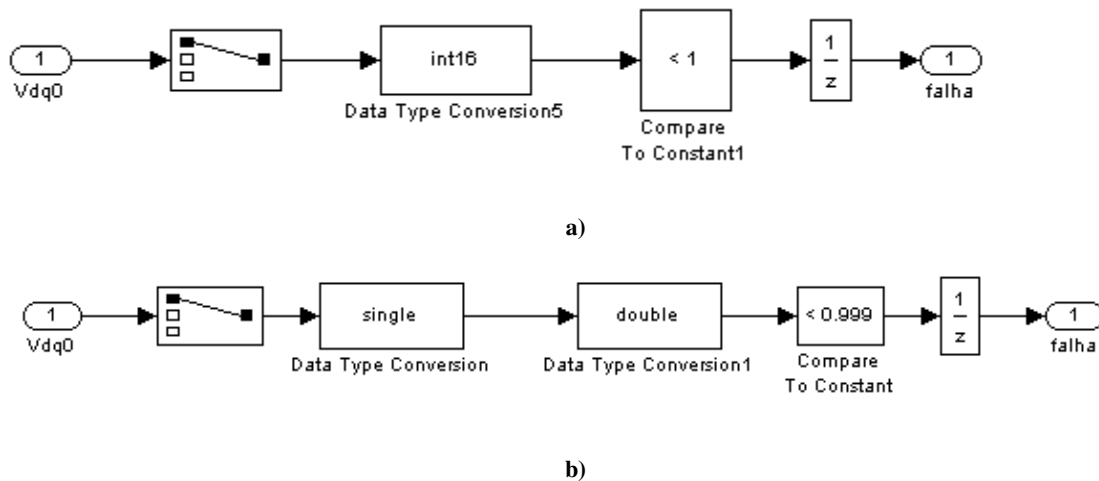 1
Vdq0
int16
Data Type Conversion5
< 1
Compare
To Constant1
1
z
1
falha
a)
1
Vdq0
single
Data Type Conversion
double
Data Type Conversion1
< 0.999
Compare
To Constant
1
z
1
falha
b)